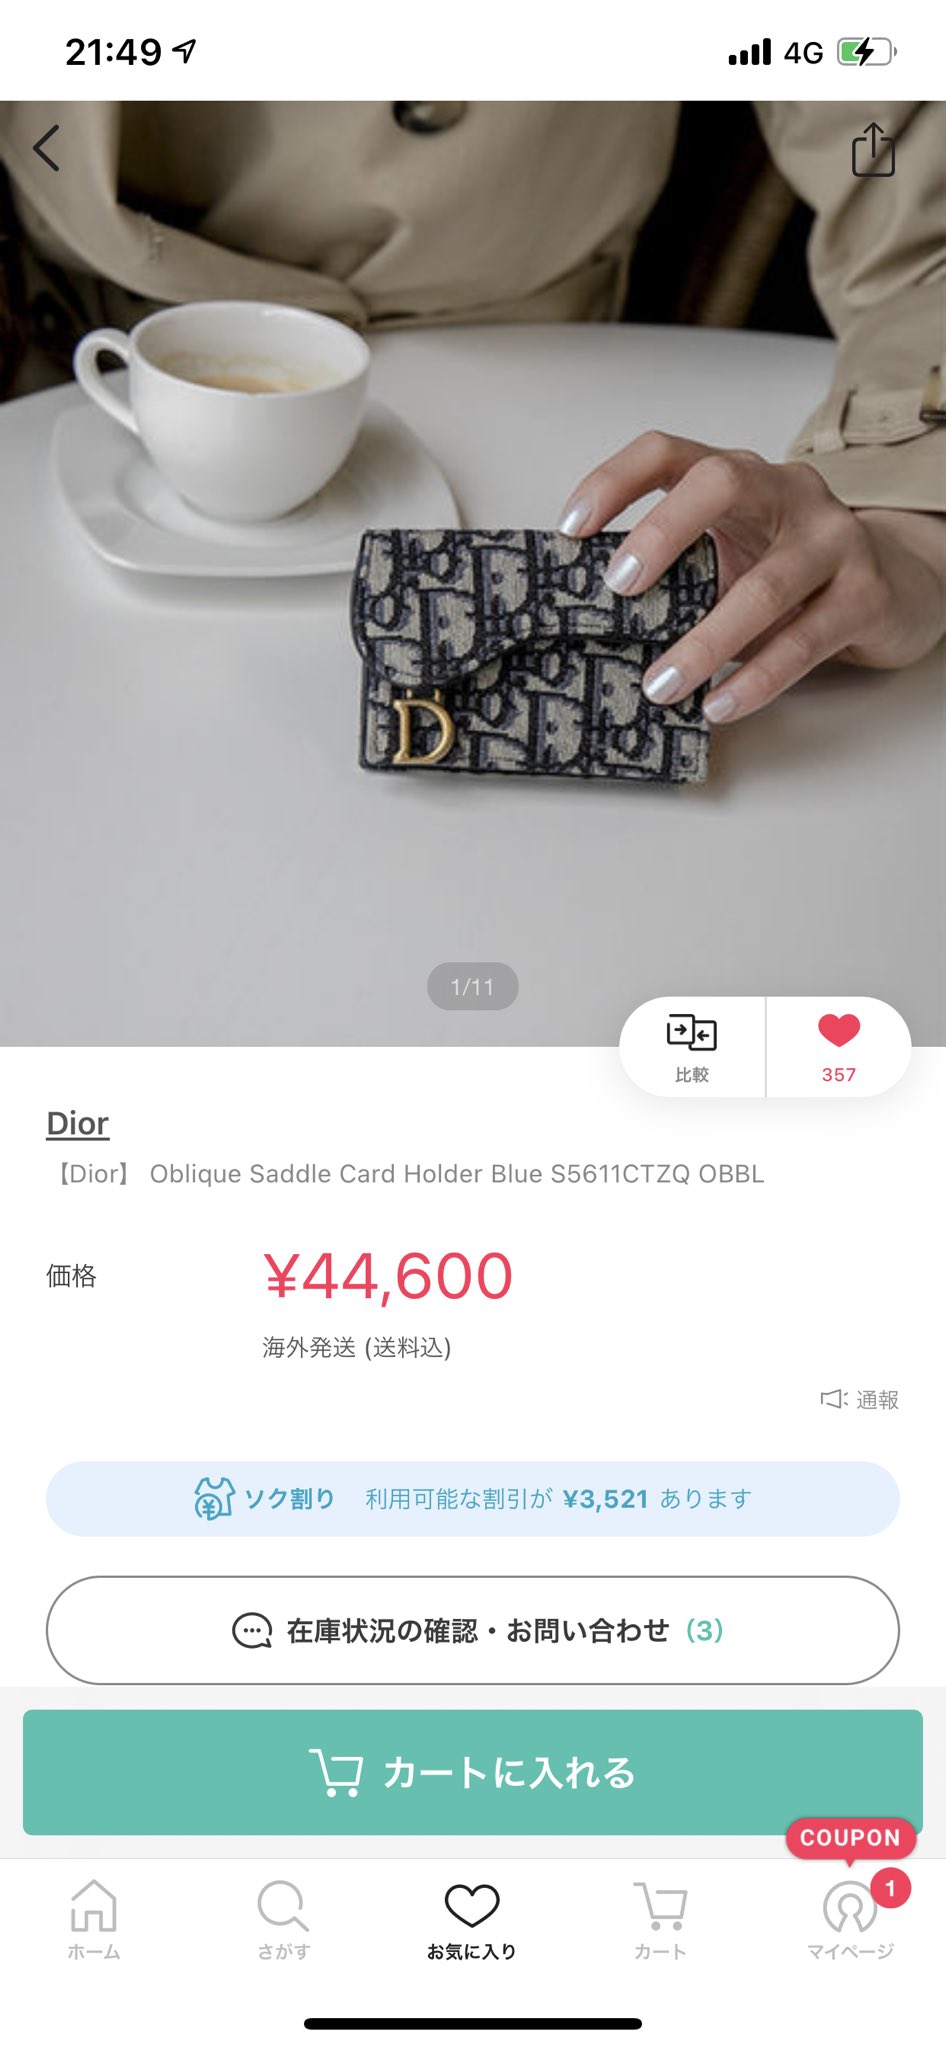 21:49
4G
1/11
比較
357
Dior
【Dior】 Oblique Saddle Card Holder Blue S5611CTZQ OBBL
価格
¥44,600
海外発送 (送料込)
通報
ソク割り 利用可能な割引が ¥3,521 あります
在庫状況の確認・お問い合わせ (3)
カートに入れる
COUPON
1
ホーム
さがす
お気に入り
カート
マイページ